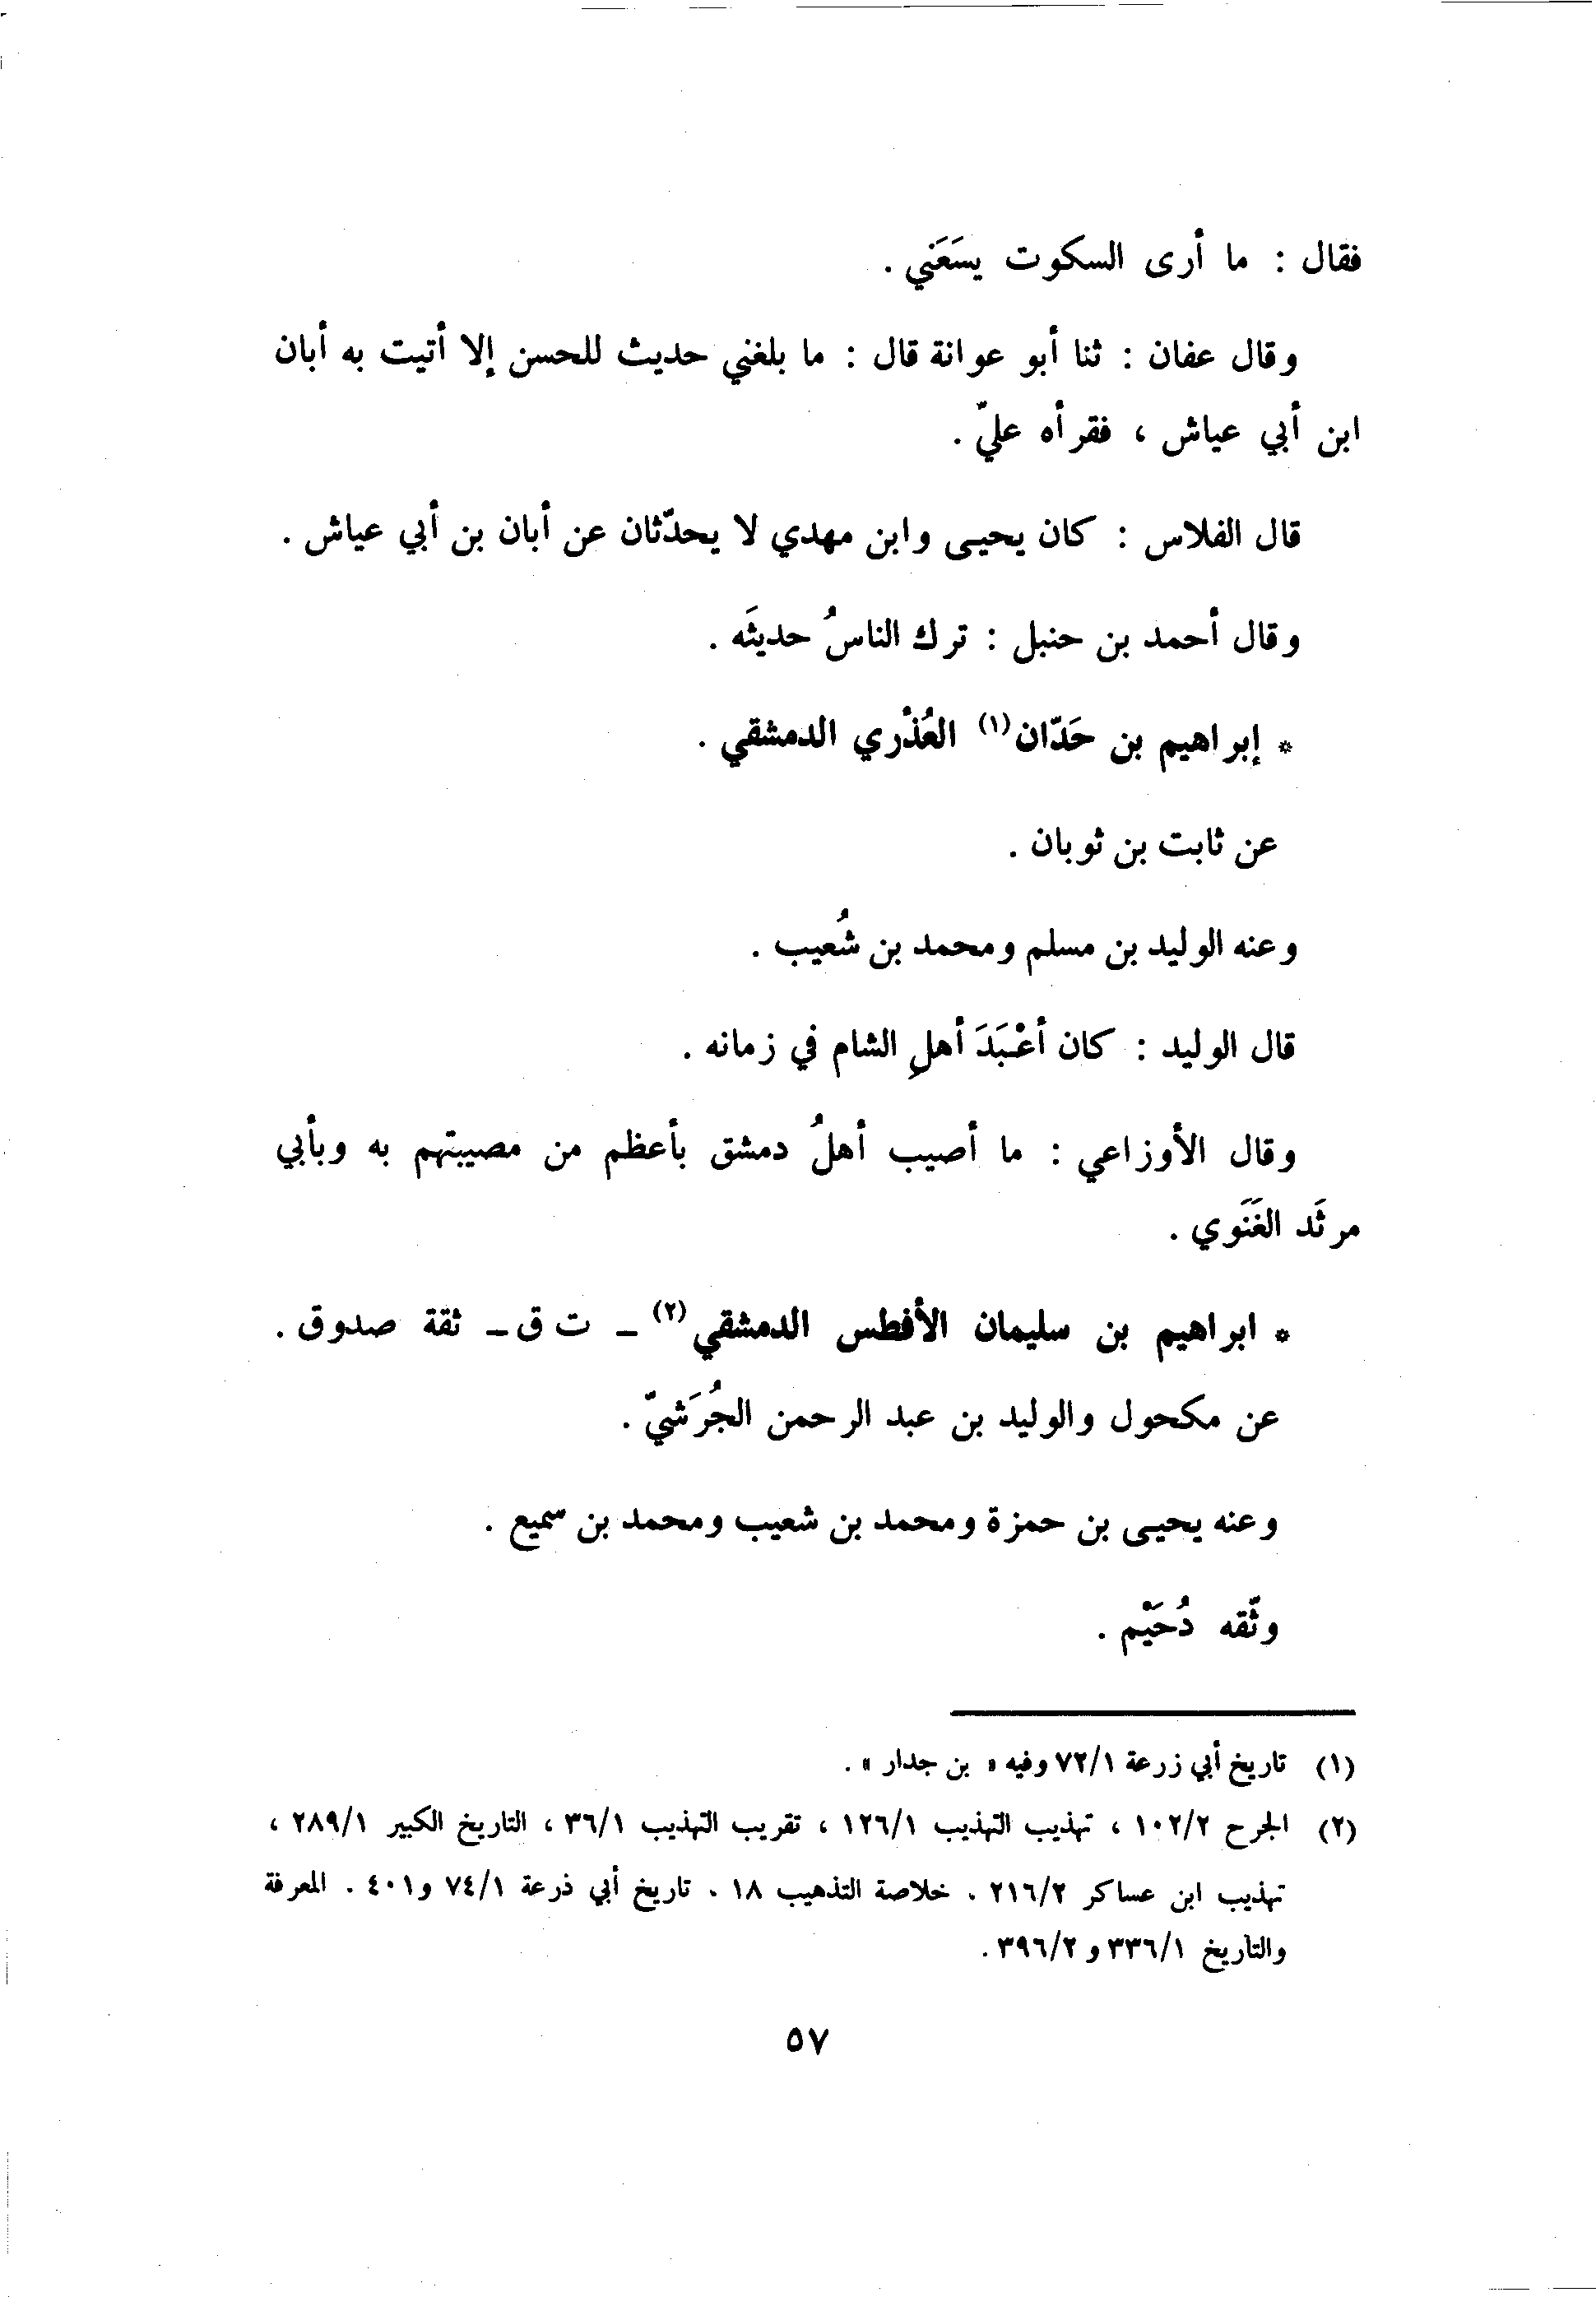 فقال : ما أرى السكوت يسَعَني .
وقال عفان : ثنا أبو عوانة قال : ما بلغني حديث للحسن إلا أتيت به أبان
ابن أبي عياش ، فقرأه عليّ .
قال الفلاس : كان يحيى وابن مهدي لا يحدّثان عن أبان بن أبي عياش .
وقال أحمد بن حنبل : ترك الناسُ حديثَه .
* إبراهيم بن حَدّان(١) العُذْري الدمشقي .
عن ثابت بن ثوبان .
وعنه الوليد بن مسلم ومحمد بن شُعيب .
قال الوليد : كان أعْبَدَ أهلِ الشام في زمانه .
وقال الأوزاعي : ما أصيب أهلُ دمشق بأعظم من مصيبتهم به وبأبي
مرثَد الغَنَوي .
* ابراهيم بن سليمان الأفطس الدمشقي(٢) ـ ت ق ـ ثقة صدوق .
عن مكحول والوليد بن عبد الرحمن الجُرَشيّ .
وعنه يحيى بن حمزة ومحمد بن شعيب ومحمد بن سميع .
وثّقه دُحَيْم .
(١) تاريخ أبي زرعة ٧٢/١ وفيه « بن جدار » .
(٢) الجرح ١٠٢/٢ ، تهذيب التهذيب ١٢٦/١ ، تقريب التهذيب ٣٦/١ ، التاريخ الكبير ٢٨٩/١ ،
تهذيب ابن عساكر ٢١٦/٢ . خلاصة التذهيب ١٨ . تاريخ أبي ذرعة ٧٤/١ و٤٠١ . المعرفة
والتاريخ ٣٣٦/١ و ٣٩٦/٢ .
٥٧